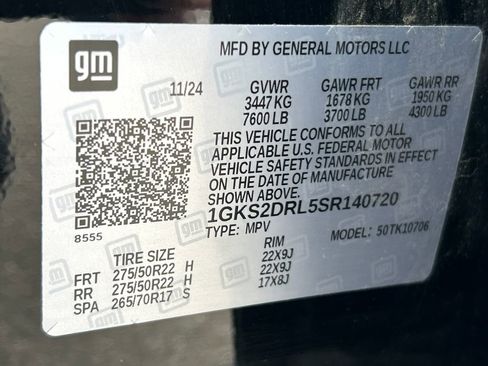 gm
MFD BY GENERAL MOTORS LLC
11/24 GVWR GAWR FRT GAWR RR
3447 KG 1678 KG 1950 KG
7600 LB 3700 LB 4300 LB
THIS VEHICLE CONFORMS TO ALL
APPLICABLE U.S. FEDERAL MOTOR
VEHICLE SAFETY STANDARDS IN EFFECT
ON THE DATE OF MANUFACTURE
SHOWN ABOVE.
1GKS2DRL5SR140720
8555
TYPE: MPV MODEL: 50TK10706
TIRE SIZE RIM
FRT 275/50R22 H 22X9J
RR 275/50R22 H 22X9J
SPA 265/70R17 S 17X8J